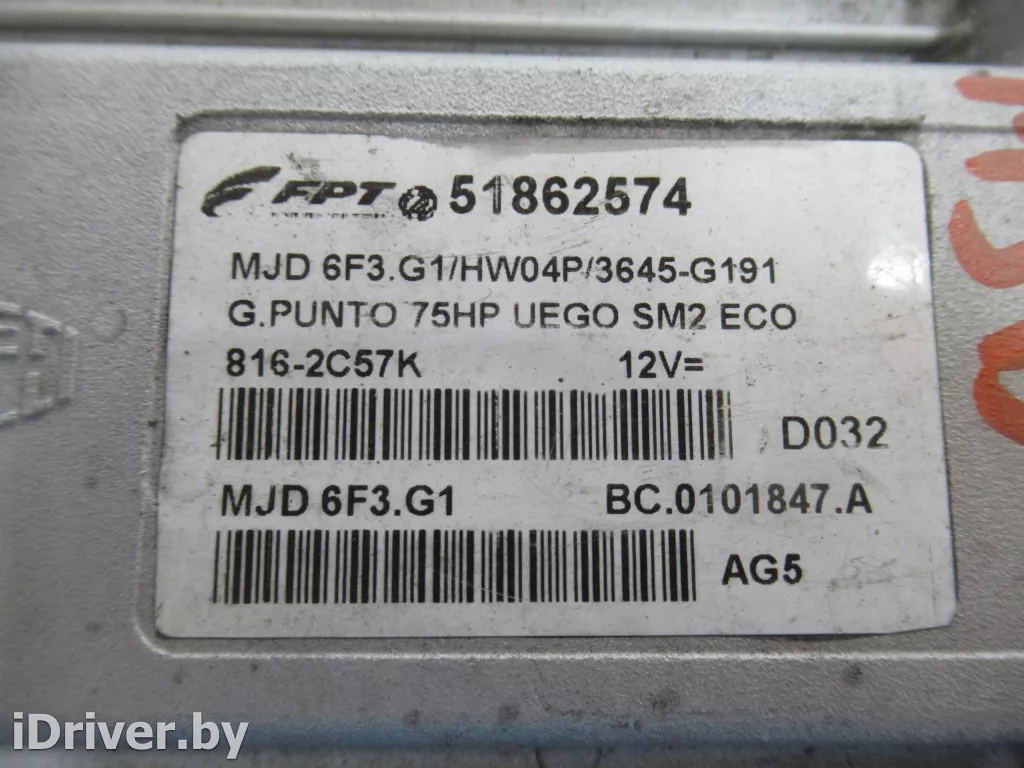 FPT 51862574
MJD 6F3.G1/HW04P/3645-G191
G.PUNTO 75HP UEGO SM2 ECO
816-2C57K 12V=
D032
MJD 6F3.G1 BC.0101847.A
AG5
iDriver.by